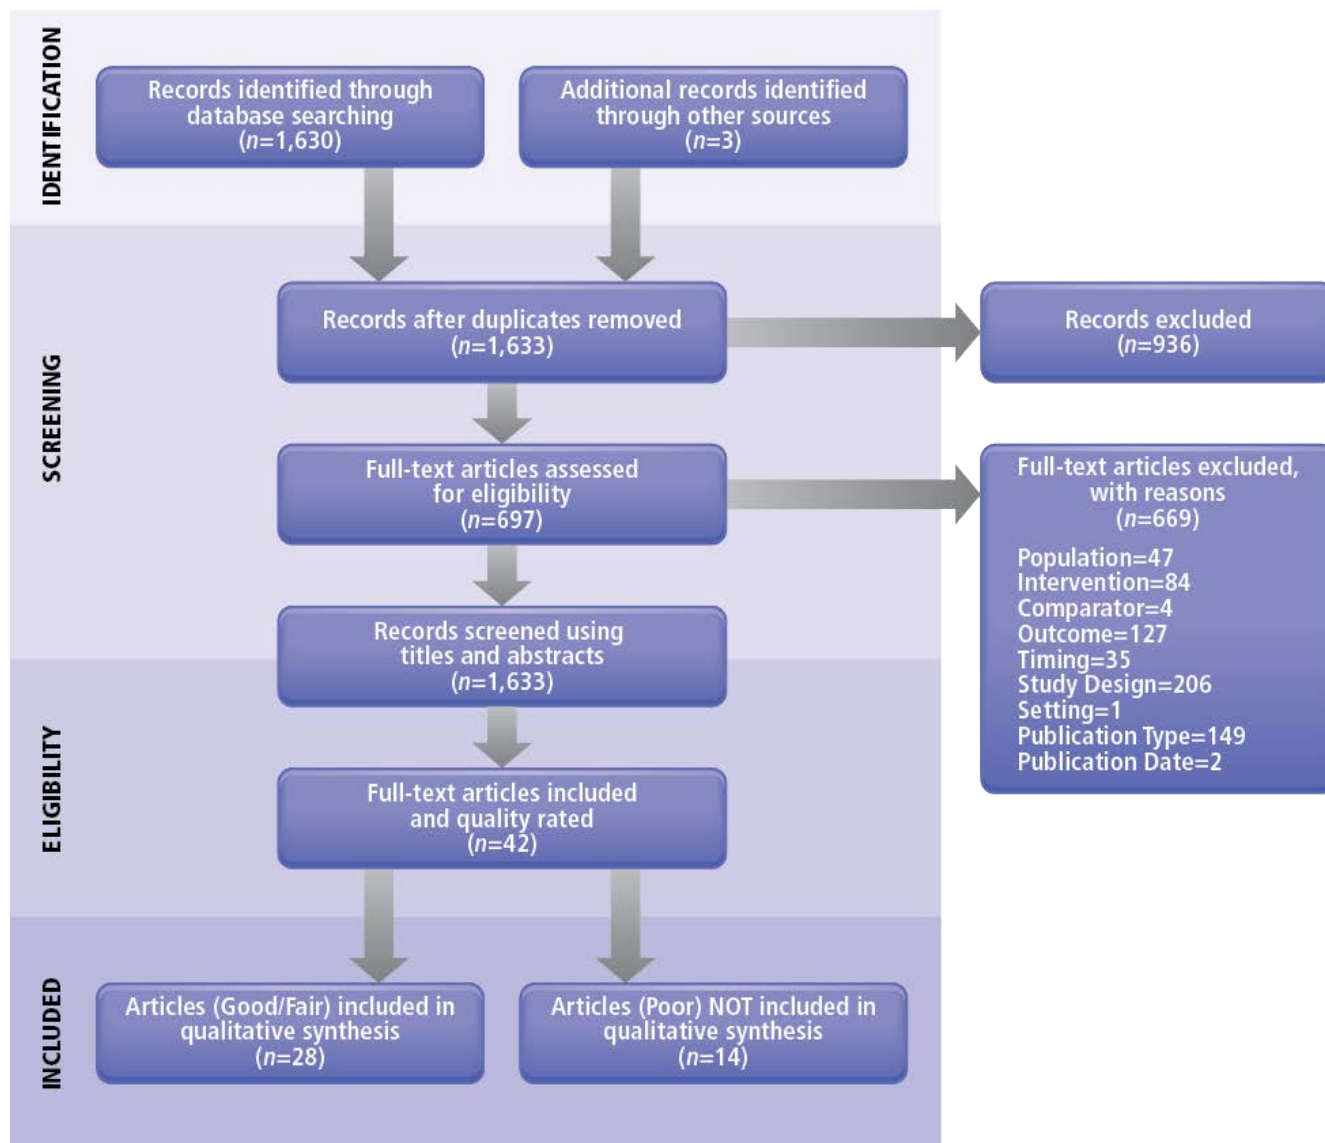 IDENTIFICATION
Records identified through
database searching
(n=1,630)
Additional records identified
through other sources
(n=3)
SCREENING
Records after duplicates removed
(n=1,633)
Records excluded
(n=936)
Full-text articles assessed
for eligibility
(n=697)
Full-text articles excluded,
with reasons
(n=669)
Population=47
Intervention=84
Comparator=4
Outcome=127
Timing=35
Study Design=206
Setting=1
Publication Type=149
Publication Date=2
Records screened using
titles and abstracts
(n=1,633)
ELIGIBILITY
Full-text articles included
and quality rated
(n=42)
INCLUDED
Articles (Good/Fair) included in
qualitative synthesis
(n=28)
Articles (Poor) NOT included in
qualitative synthesis
(n=14)